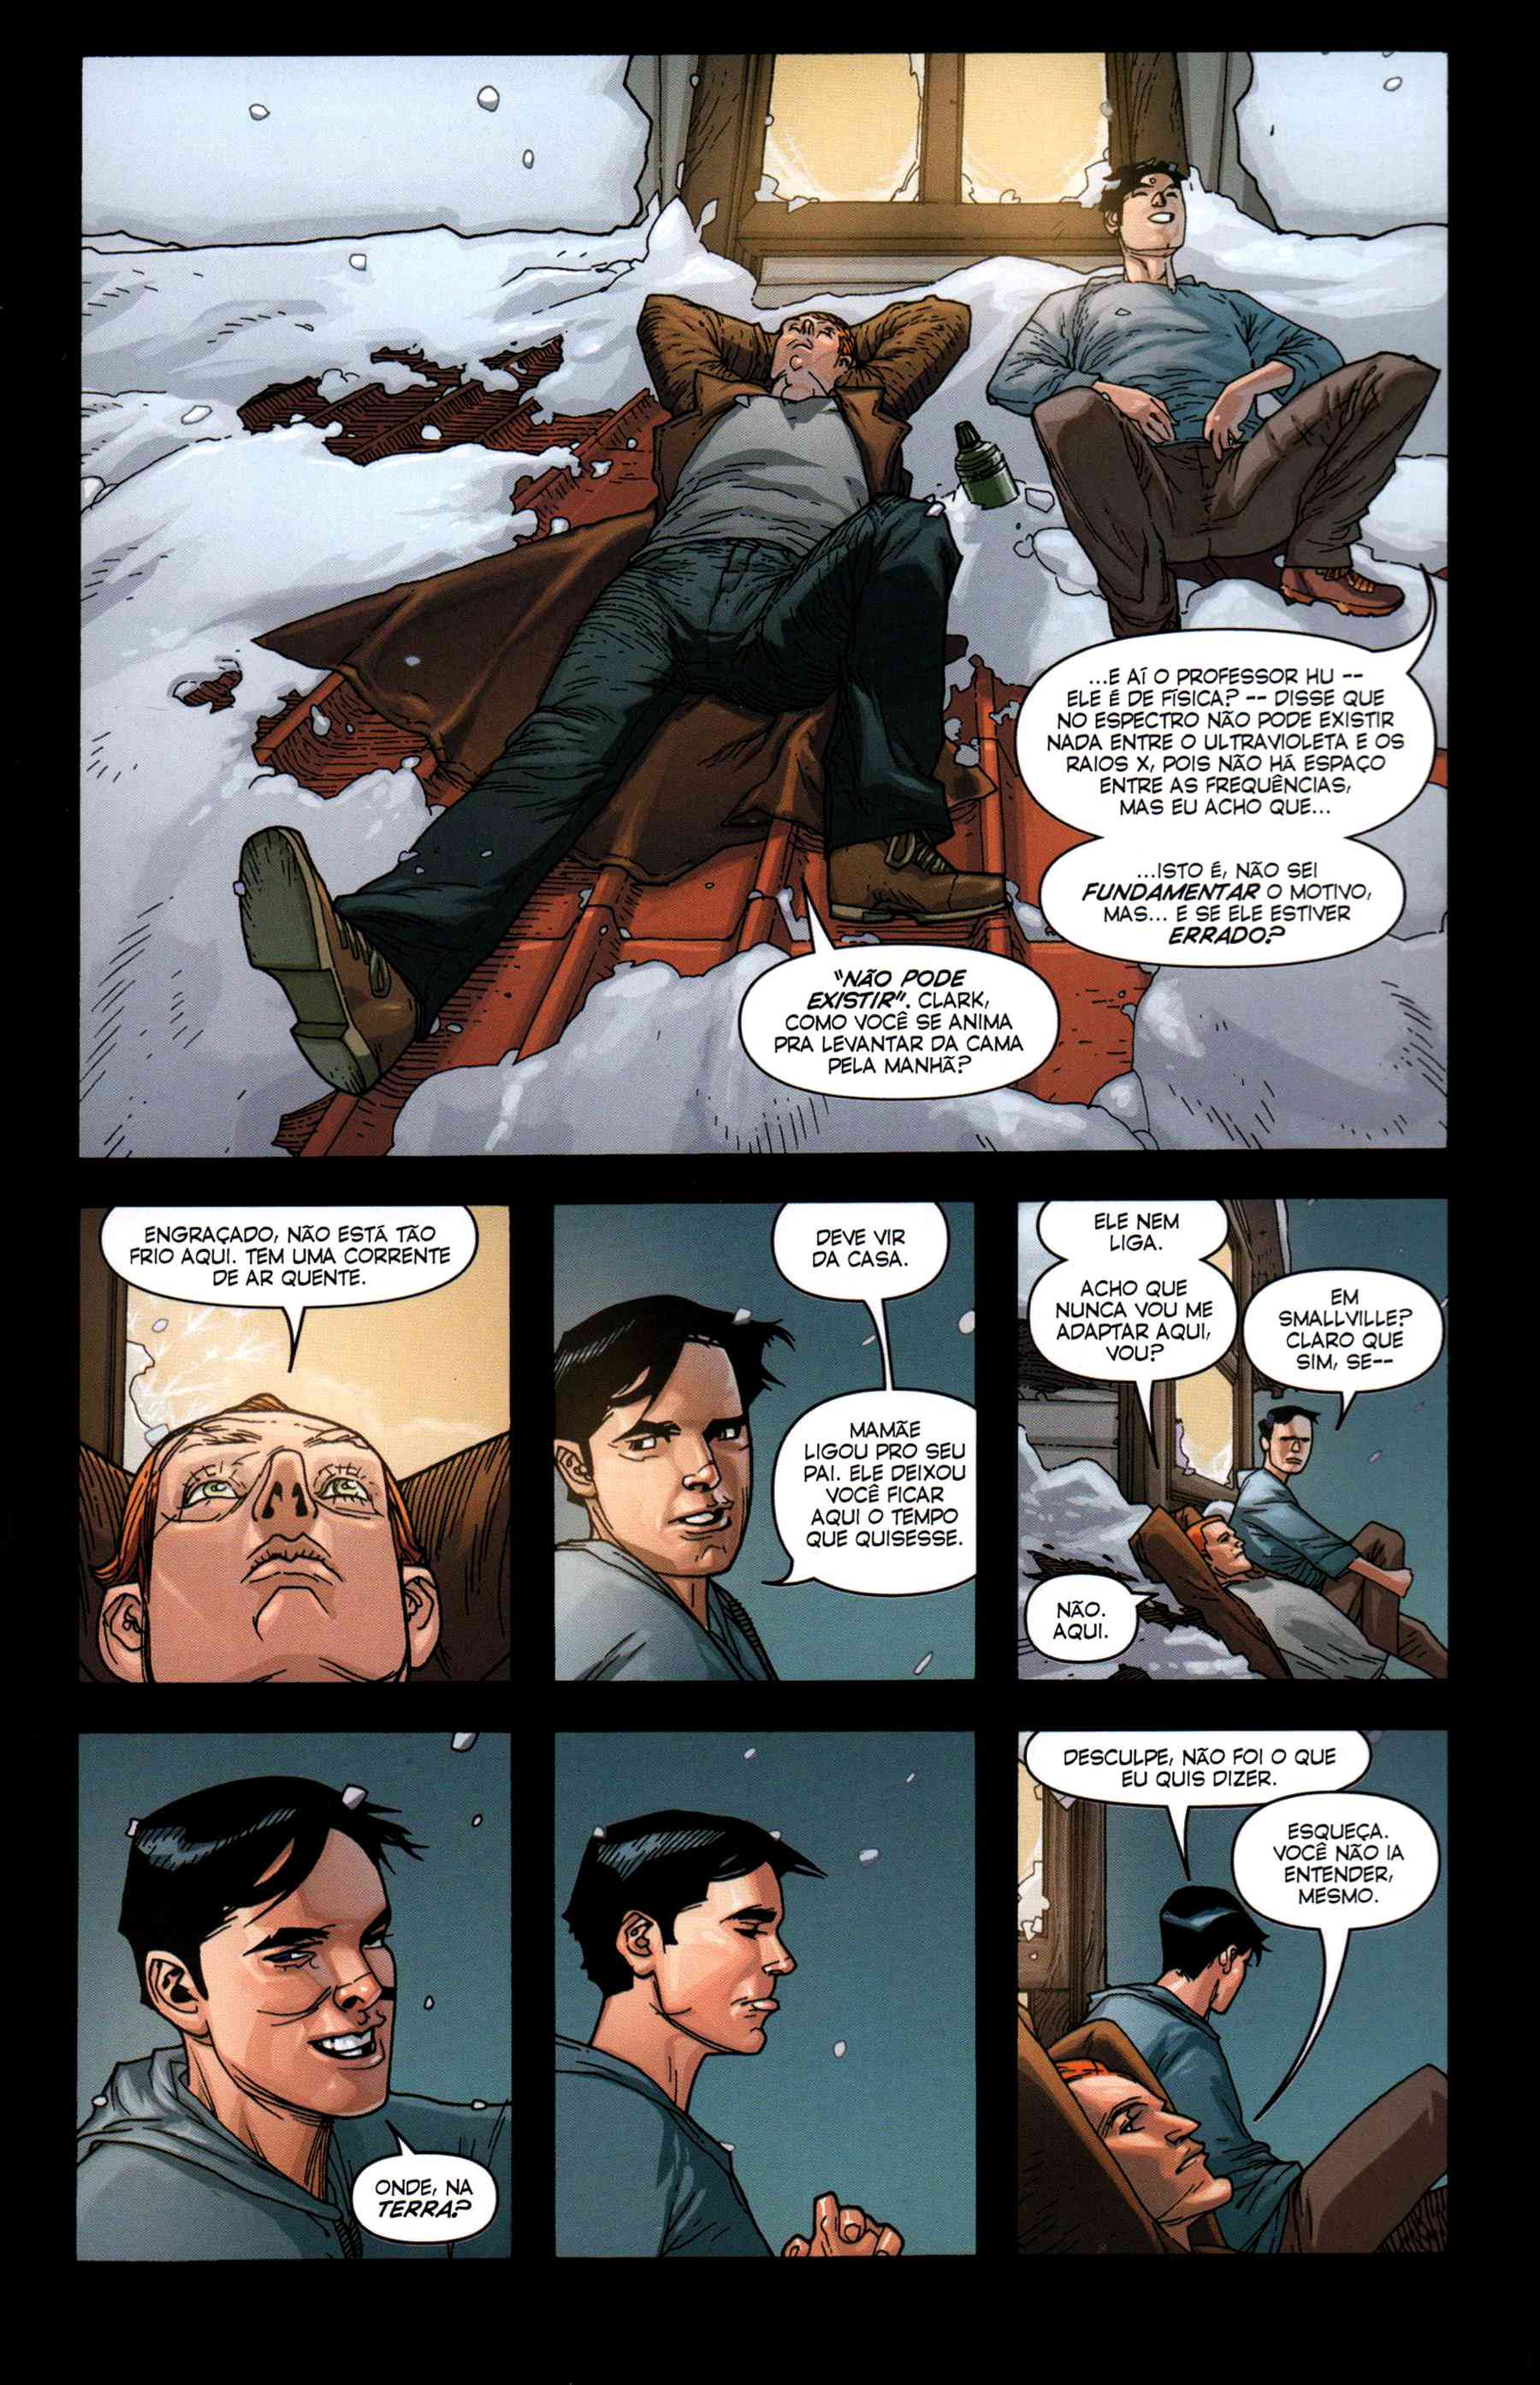 ...E AÍ O PROFESSOR HU --
ELE É DE FÍSICA? -- DISSE QUE
NO ESPECTRO NÃO PODE EXISTIR
NADA ENTRE O ULTRAVIOLETA E OS
RAIOS X, POIS NÃO HÁ ESPAÇO
ENTRE AS FREQUÊNCIAS,
MAS EU ACHO QUE...
...ISTO É, NÃO SEI
FUNDAMENTAR O MOTIVO,
MAS... E SE ELE ESTIVER
ERRADO?
"NÃO PODE
EXISTIR". CLARK,
COMO VOCÊ SE ANIMA
PRA LEVANTAR DA CAMA
PELA MANHÃ?
ENGRAÇADO, NÃO ESTÁ TÃO
FRIO AQUI. TEM UMA CORRENTE
DE AR QUENTE.
DEVE VIR
DA CASA.
MAMÃE
LIGOU PRO SEU
PAI. ELE DEIXOU
VOCÊ FICAR
AQUI O TEMPO
QUE QUISESSE.
ELE NEM
LIGA.
ACHO QUE
NUNCA VOU ME
ADAPTAR AQUI,
VOU?
EM
SMALLVILLE?
CLARO QUE
SIM, SE--
NÃO.
AQUI.
ONDE, NA
TERRA?
DESCULPE, NÃO FOI O QUE
EU QUIS DIZER.
ESQUEÇA.
VOCÊ NÃO IA
ENTENDER,
MESMO.